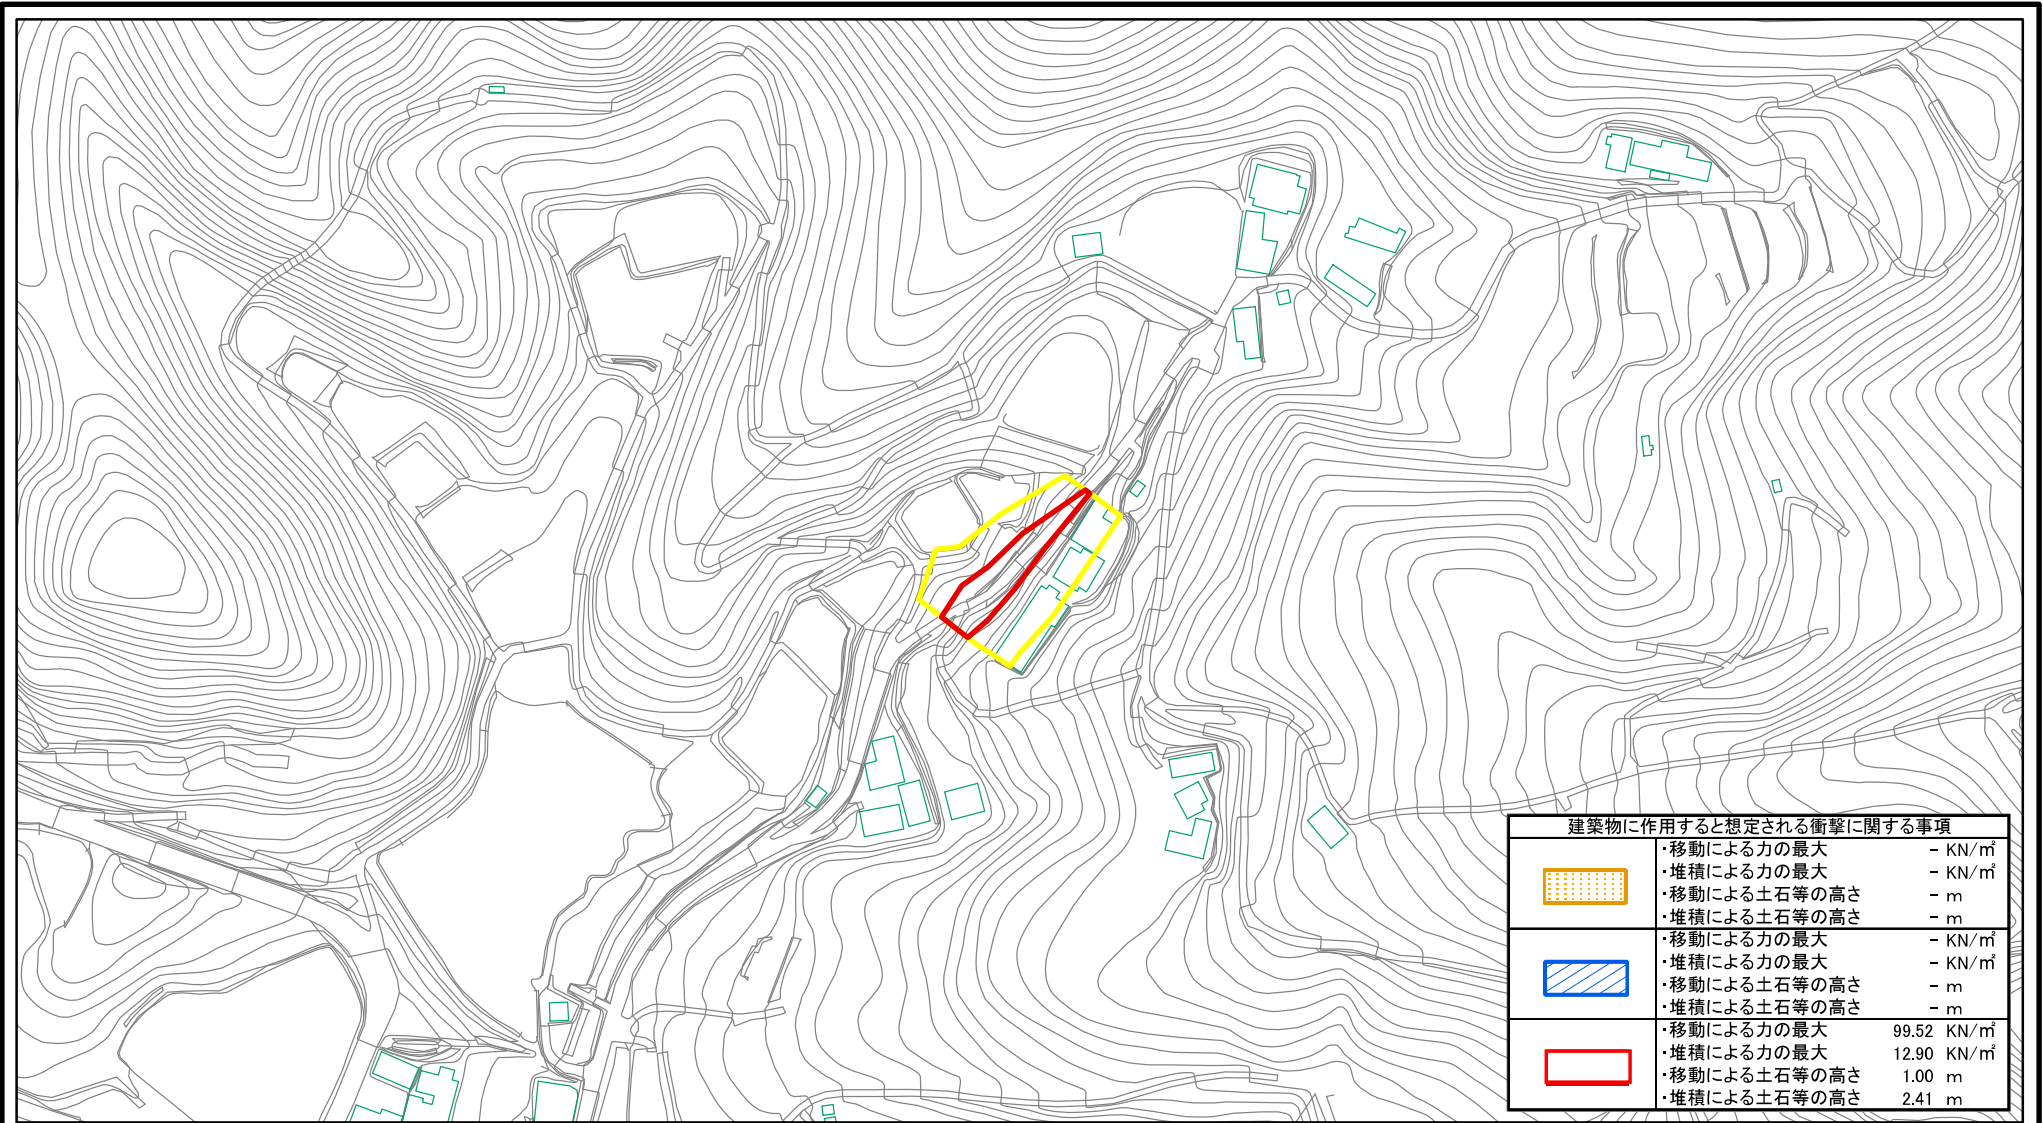 建築物に作用すると想定される衝撃に関する事項
・移動による力の最大 - KN/㎡
・堆積による力の最大 - KN/㎡
・移動による土石等の高さ - m
・堆積による土石等の高さ - m
・移動による力の最大 - KN/㎡
・堆積による力の最大 - KN/㎡
・移動による土石等の高さ - m
・堆積による土石等の高さ - m
・移動による力の最大 99.52 KN/㎡
・堆積による力の最大 12.90 KN/㎡
・移動による土石等の高さ 1.00 m
・堆積による土石等の高さ 2.41 m